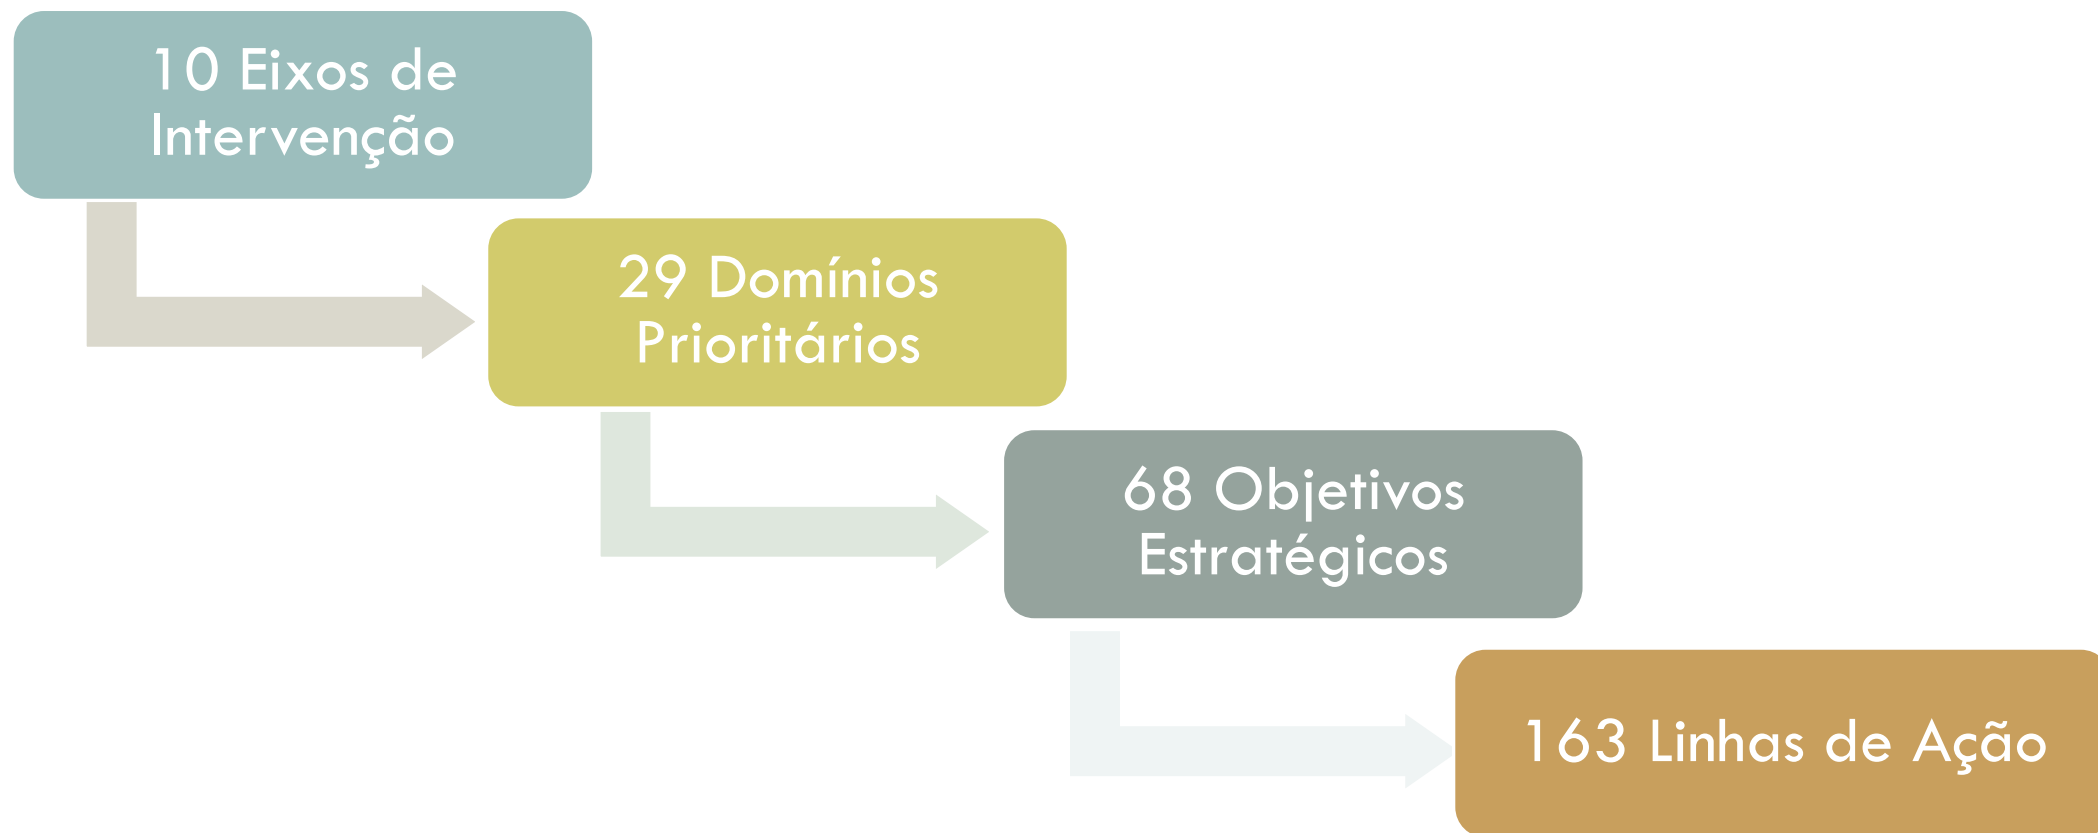 10 Eixos de
Intervenção
29 Domínios
Prioritários
68 Objetivos
Estratégicos
163 Linhas de Ação